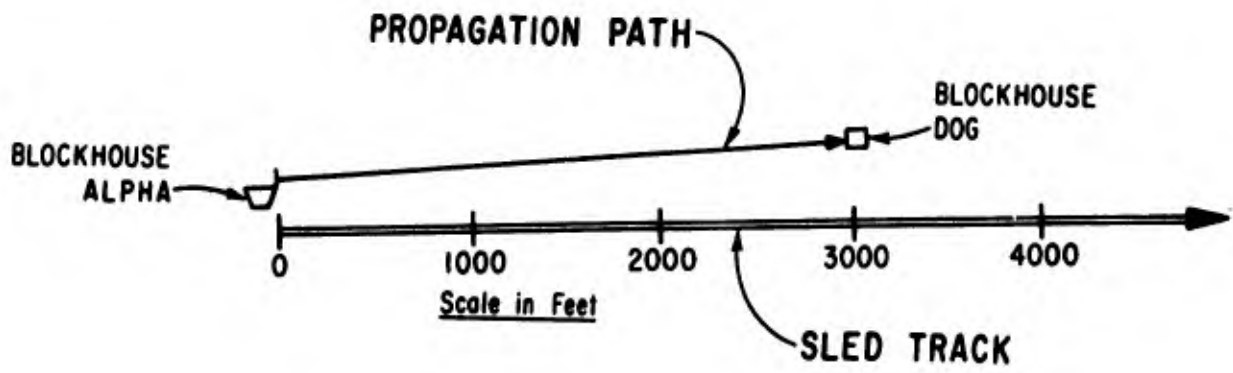 PROPAGATION PATH
BLOCKHOUSE
DOG
BLOCKHOUSE
ALPHA
0
1000
2000
3000
4000
Scale in Feet
SLED TRACK